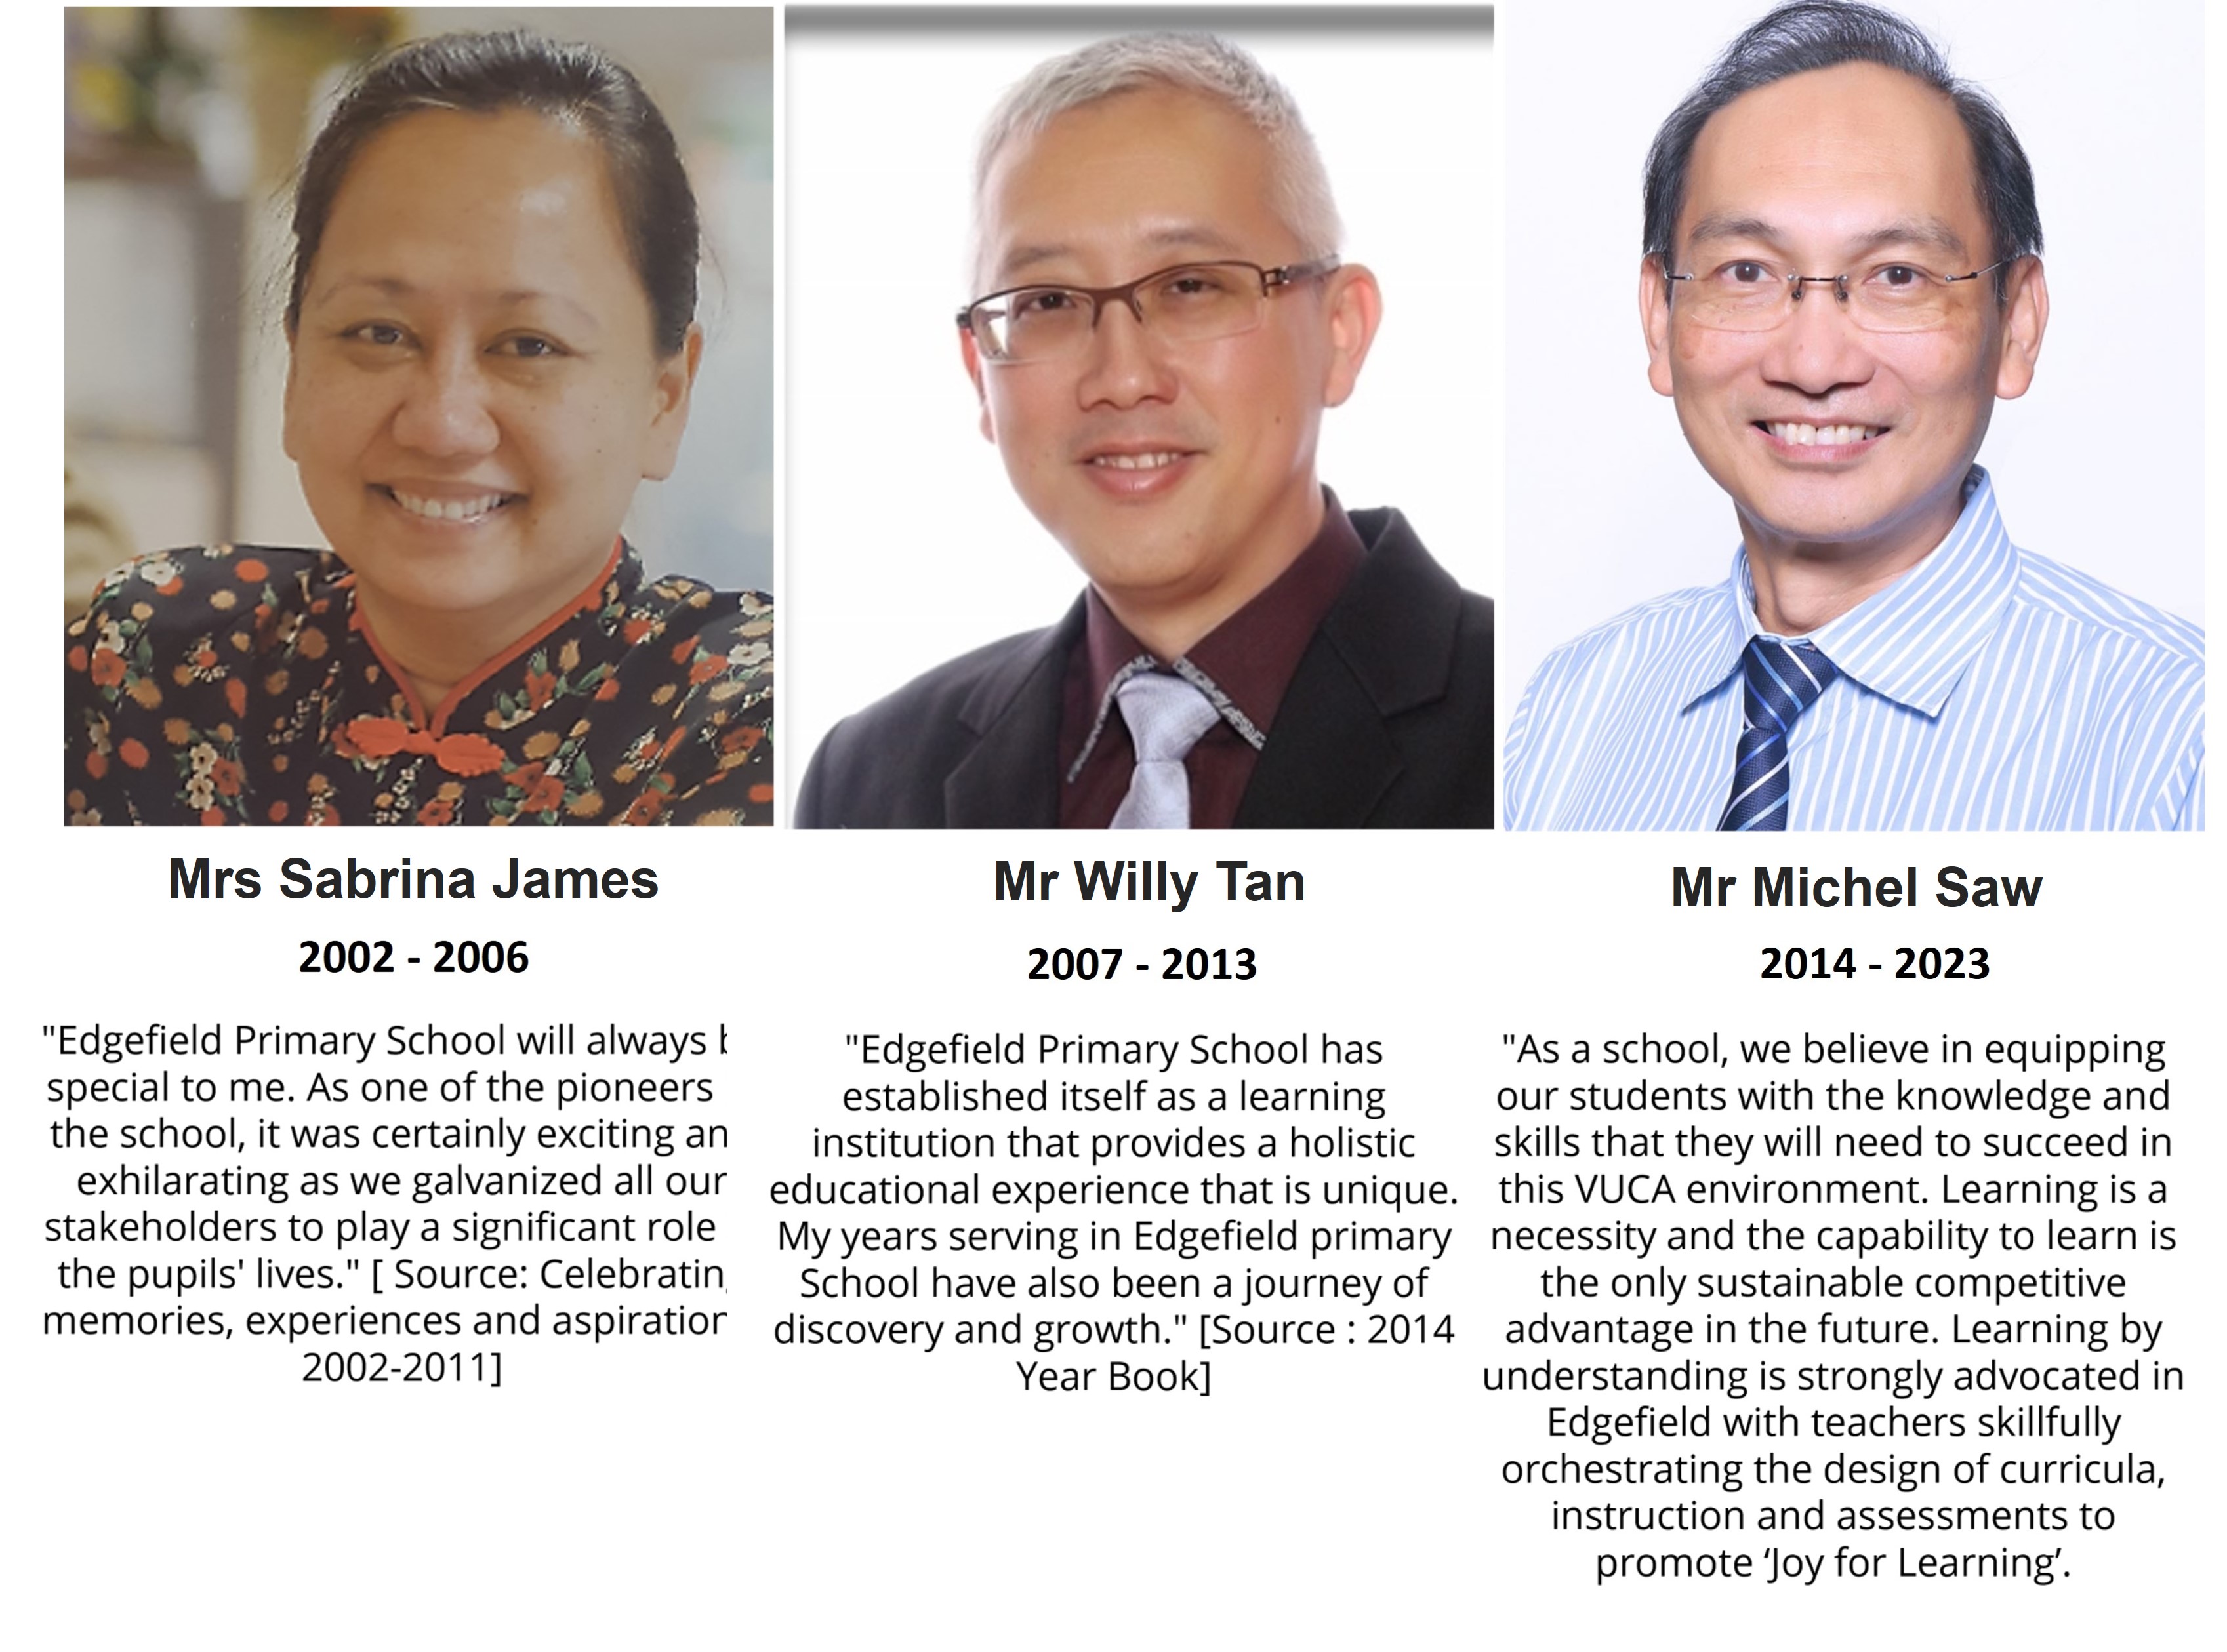 Mrs Sabrina James
2002 - 2006
"Edgefield Primary School will always
special to me. As one of the pioneers
the school, it was certainly exciting an
exhilarating as we galvanized all our
stakeholders to play a significant role
the pupils' lives." [ Source: Celebratin
memories, experiences and aspiration
2002-2011]
Mr Willy Tan
2007 - 2013
"Edgefield Primary School has
established itself as a learning
institution that provides a holistic
educational experience that is unique.
My years serving in Edgefield primary
School have also been a journey of
discovery and growth." [Source : 2014
Year Book]
Mr Michel Saw
2014 - 2023
"As a school, we believe in equipping
our students with the knowledge and
skills that they will need to succeed in
this VUCA environment. Learning is a
necessity and the capability to learn is
the only sustainable competitive
advantage in the future. Learning by
understanding is strongly advocated in
Edgefield with teachers skillfully
orchestrating the design of curricula,
instruction and assessments to
promote ‘Joy for Learning’.